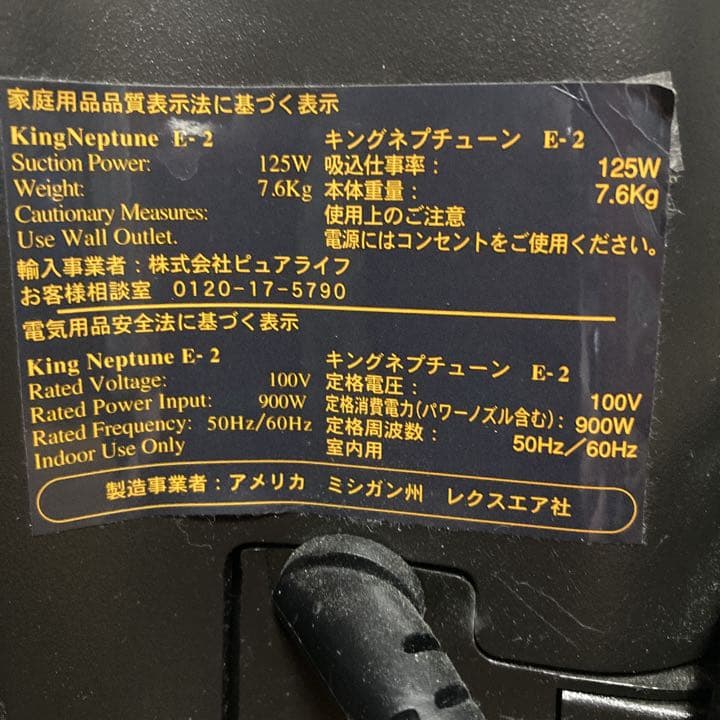 家庭用品品質表示法に基づく表示
KingNeptune E-2 キングネプチューン E-2
Suction Power: 125W 吸込仕事率: 125W
Weight: 7.6Kg 本体重量: 7.6Kg
Cautionary Measures: 使用上のご注意
Use Wall Outlet. 電源にはコンセントをご使用ください。
輸入事業者:株式会社ピュアライフ
お客様相談室 0120-17-5790
電気用品安全法に基づく表示
King Neptune E-2 キングネプチューン E-2
Rated Voltage: 100V 定格電圧: 100V
Rated Power Input: 900W 定格消費電力(パワーノズル含む): 900W
Rated Frequency: 50Hz/60Hz 定格周波数: 50Hz/60Hz
Indoor Use Only 室内用
製造事業者:アメリカ ミシガン州 レクスエア社